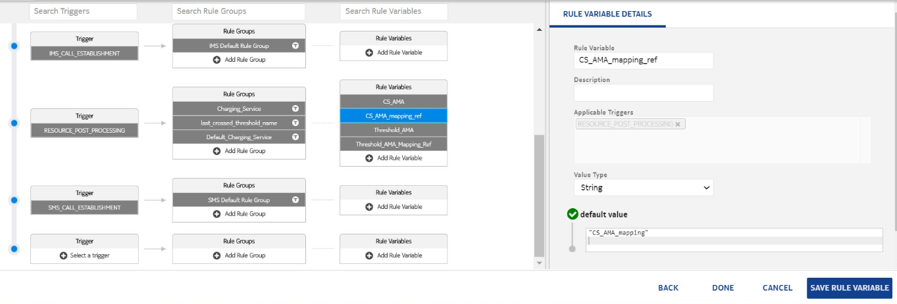 Search Triggers
Search Rule Groups
Search Rule Variables
Trigger
IMS_CALL_ESTABLISHMENT
Rule Groups
IMS Default Rule Group
Add Rule Group
Rule Variables
Add Rule Variable
Trigger
RESOURCE_POST_PROCESSING
Rule Groups
Charging_Service
last_crossed_threshold_name
Default_Charging_Service
Add Rule Group
Rule Variables
CS_AMA
CS_AMA_mapping_ref
Threshold_AMA
Threshold_AMA_Mapping_Ref
Add Rule Variable
Trigger
SMS_CALL_ESTABLISHMENT
Rule Groups
SMS Default Rule Group
Add Rule Group
Rule Variables
Add Rule Variable
Trigger
Select a trigger
Rule Groups
Add Rule Group
Rule Variables
Add Rule Variable
RULE VARIABLE DETAILS
Rule Variable
CS_AMA_mapping_ref
Description
Applicable Triggers
RESOURCE_POST_PROCESSING ×
Value Type
String
default value
"CS_AMA_mapping"
BACK
DONE
CANCEL
SAVE RULE VARIABLE